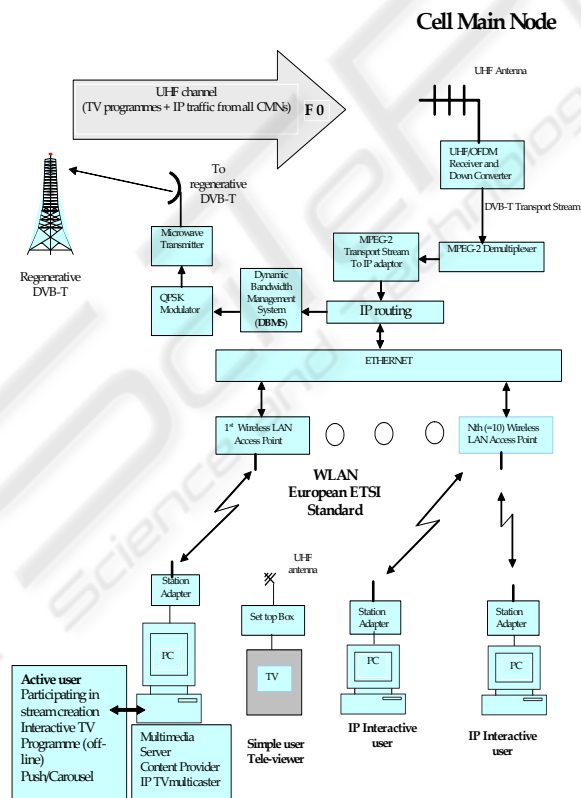 Cell Main Node
UHF channel
(TV programmes + IP traffic from all CMNs)
F 0
UHF Antenna
UHF/OFDM
Receiver and
Down Converter
DVB-T Transport Stream
To
regenerative
DVB-T
Microwave
Transmitter
MPEG-2
Transport Stream
To IP adaptor
MPEG-2 Demultiplexer
Regenerative
DVB-T
QPSK
Modulator
Dynamic
Bandwidth
Management
System
(DBMS)
IP routing
ETHERNET
1st Wireless LAN
Access Point
Nth (=10) Wireless
LAN Access Point
WLAN
European ETSI
Standard
UHF
antenna
Station
Adapter
Set top Box
Station
Adapter
Station
Adapter
PC
TV
PC
PC
Active user
Participating in
stream creation
Interactive TV
Programme (off-
line)
Push/Carousel
Multimedia
Server
Content Provider
IP TV multicaster
Simple user
Tele-viewer
IP Interactive
user
IP Interactive
user
Science and Technology